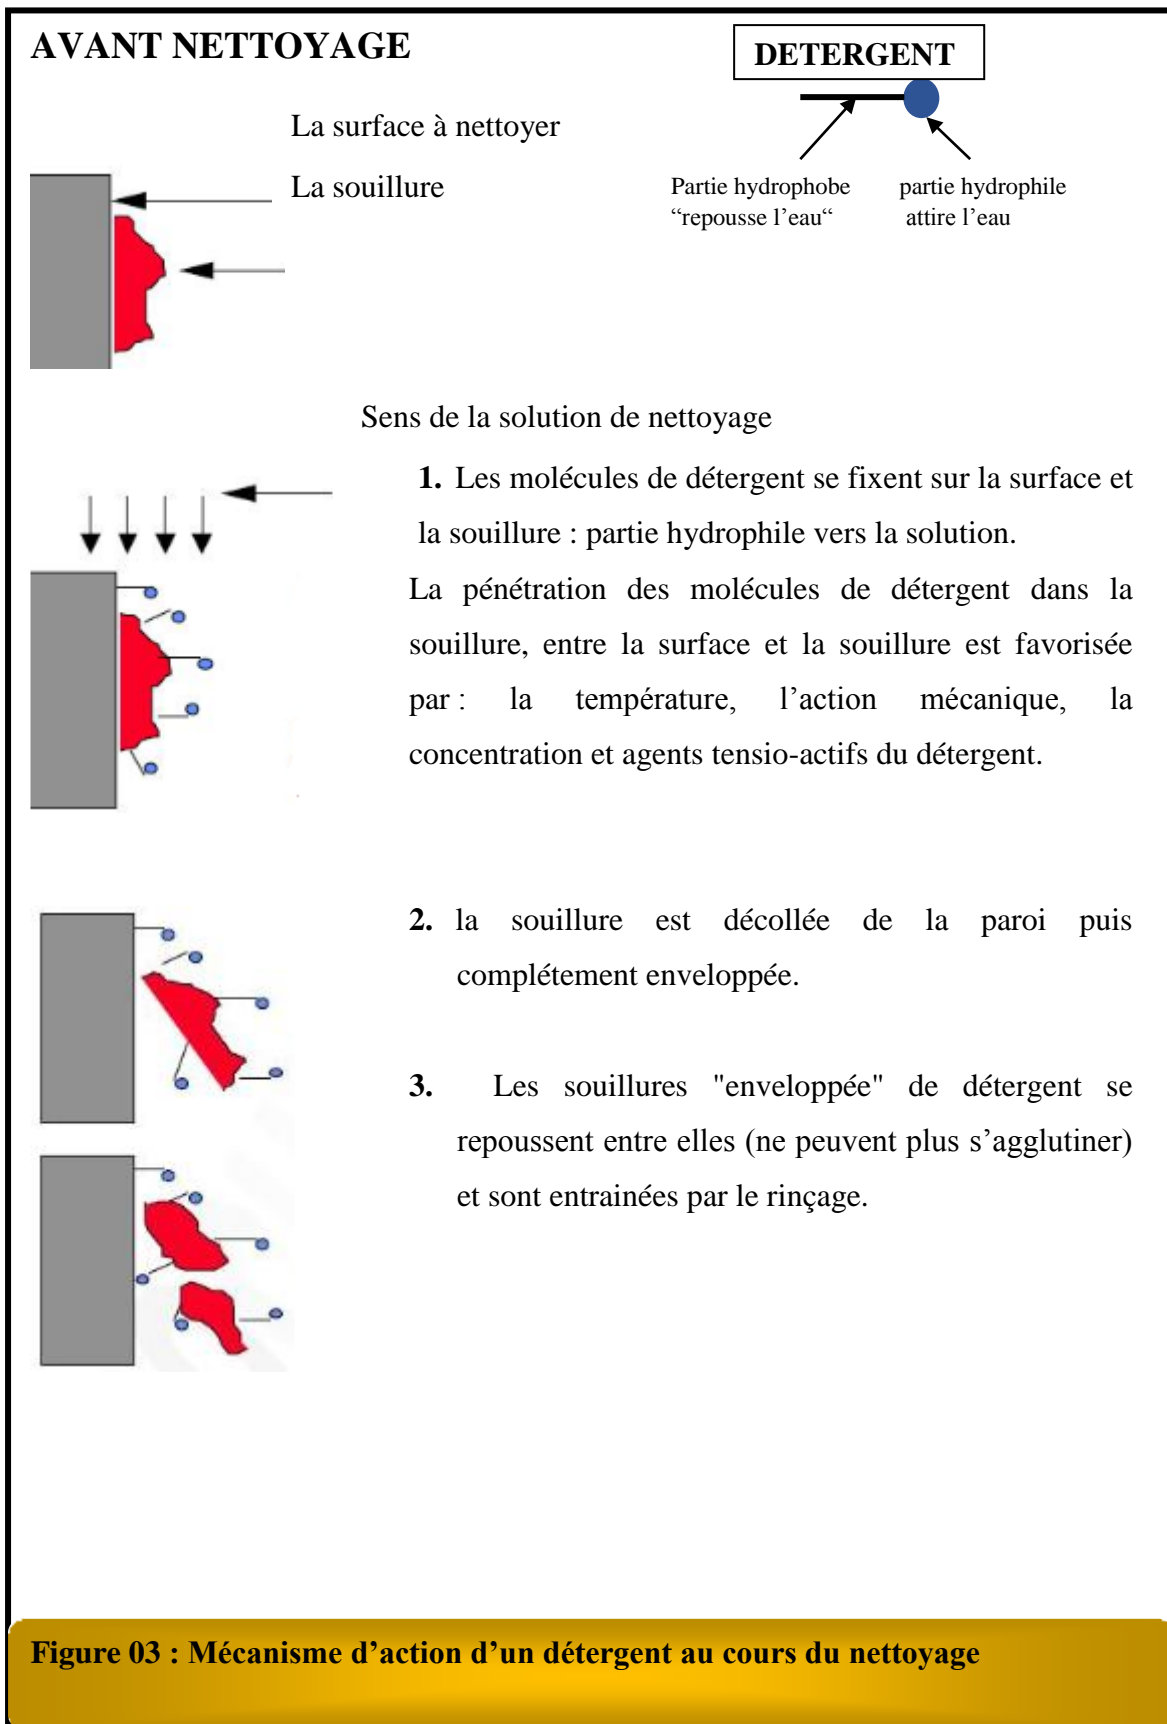 AVANT NETTOYAGE
DETERGENT
La surface à nettoyer
La souillure
Partie hydrophobe
“repousse l’eau“
partie hydrophile
attire l’eau
Sens de la solution de nettoyage
1. Les molécules de détergent se fixent sur la surface et
la souillure : partie hydrophile vers la solution.
La pénétration des molécules de détergent dans la
souillure, entre la surface et la souillure est favorisée
par : la température, l’action mécanique, la
concentration et agents tensio-actifs du détergent.
2. la souillure est décollée de la paroi puis
complétement enveloppée.
3. Les souillures "enveloppée" de détergent se
repoussent entre elles (ne peuvent plus s’agglutiner)
et sont entrainées par le rinçage.
Figure 03 : Mécanisme d’action d’un détergent au cours du nettoyage